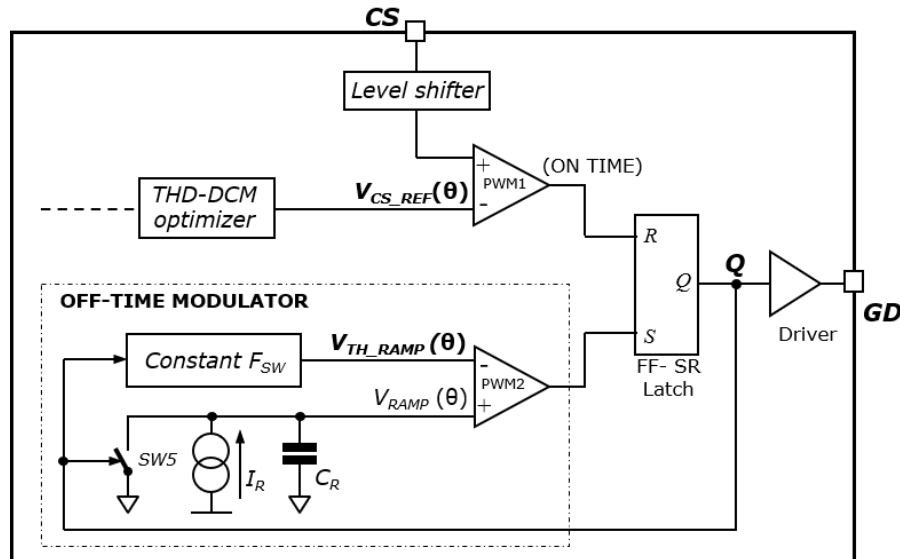 CS
Level shifter
+
PWM1
-
(ON TIME)
THD-DCM
optimizer
V_CS_REF(θ)
R
Q
S
FF- SR
Latch
Q
Driver
GD
OFF-TIME MODULATOR
Constant F_SW
V_TH_RAMP(θ)
-
PWM2
+
V_RAMP (θ)
SW5
I_R
C_R